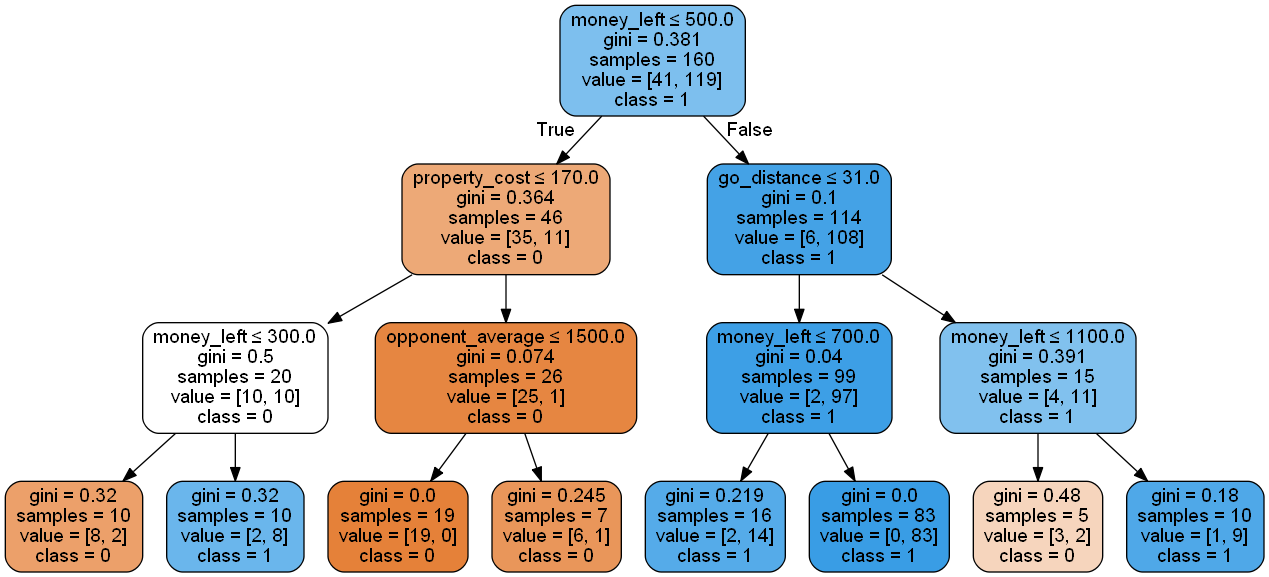 money_left ≤ 500.0
gini = 0.381
samples = 160
value = [41, 119]
class = 1
True
False
property_cost ≤ 170.0
gini = 0.364
samples = 46
value = [35, 11]
class = 0
go_distance ≤ 31.0
gini = 0.1
samples = 114
value = [6, 108]
class = 1
money_left ≤ 300.0
gini = 0.5
samples = 20
value = [10, 10]
class = 0
opponent_average ≤ 1500.0
gini = 0.074
samples = 26
value = [25, 1]
class = 0
money_left ≤ 700.0
gini = 0.04
samples = 99
value = [2, 97]
class = 1
money_left ≤ 1100.0
gini = 0.391
samples = 15
value = [4, 11]
class = 1
gini = 0.32
samples = 10
value = [8, 2]
class = 0
gini = 0.32
samples = 10
value = [2, 8]
class = 1
gini = 0.0
samples = 19
value = [19, 0]
class = 0
gini = 0.245
samples = 7
value = [6, 1]
class = 0
gini = 0.219
samples = 16
value = [2, 14]
class = 1
gini = 0.0
samples = 83
value = [0, 83]
class = 1
gini = 0.48
samples = 5
value = [3, 2]
class = 0
gini = 0.18
samples = 10
value = [1, 9]
class = 1